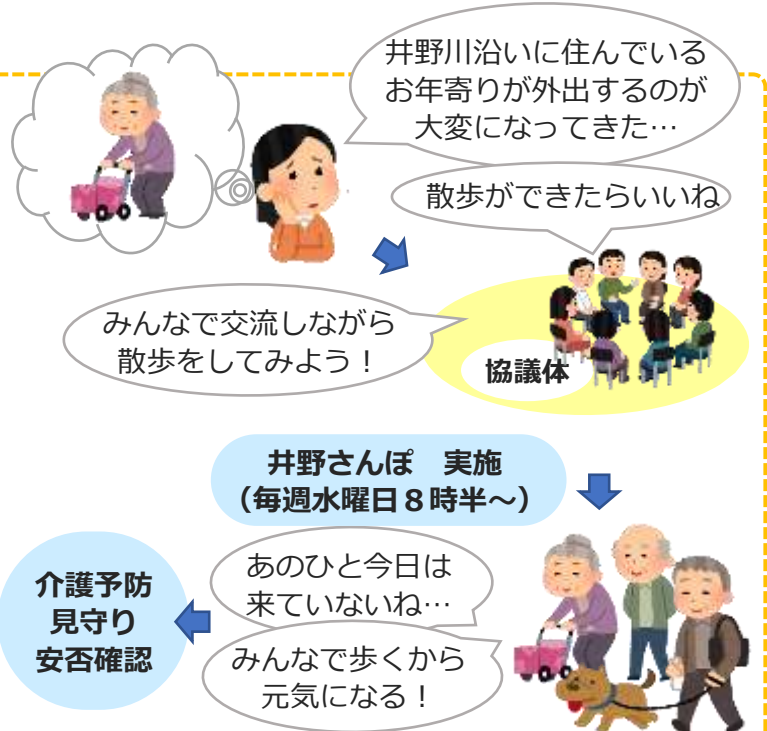 井野川沿いに住んでいる
お年寄りが外出するのが
大変になってきた…
散歩ができたらいいね
みんなで交流しながら
散歩をしてみよう！
協議体
井野さんぽ　実施
（毎週水曜日８時半～）
あのひと今日は
来ていないね…
みんなで歩くから
元気になる！
介護予防
見守り
安否確認